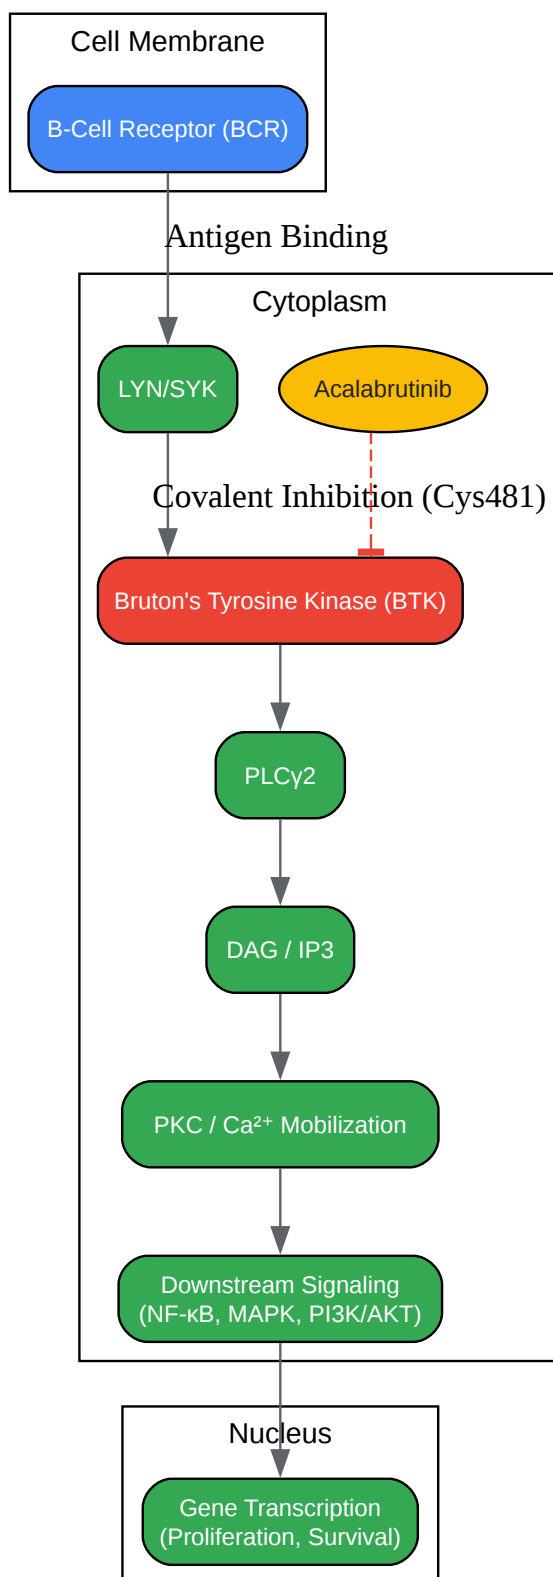 Cell Membrane
B-Cell Receptor (BCR)
Antigen Binding
Cytoplasm
LYN/SYK
Acalabrutinib
Covalent Inhibition (Cys481)
Bruton's Tyrosine Kinase (BTK)
PLCγ2
DAG / IP3
PKC / Ca²⁺ Mobilization
Downstream Signaling
(NF-κB, MAPK, PI3K/AKT)
Nucleus
Gene Transcription
(Proliferation, Survival)